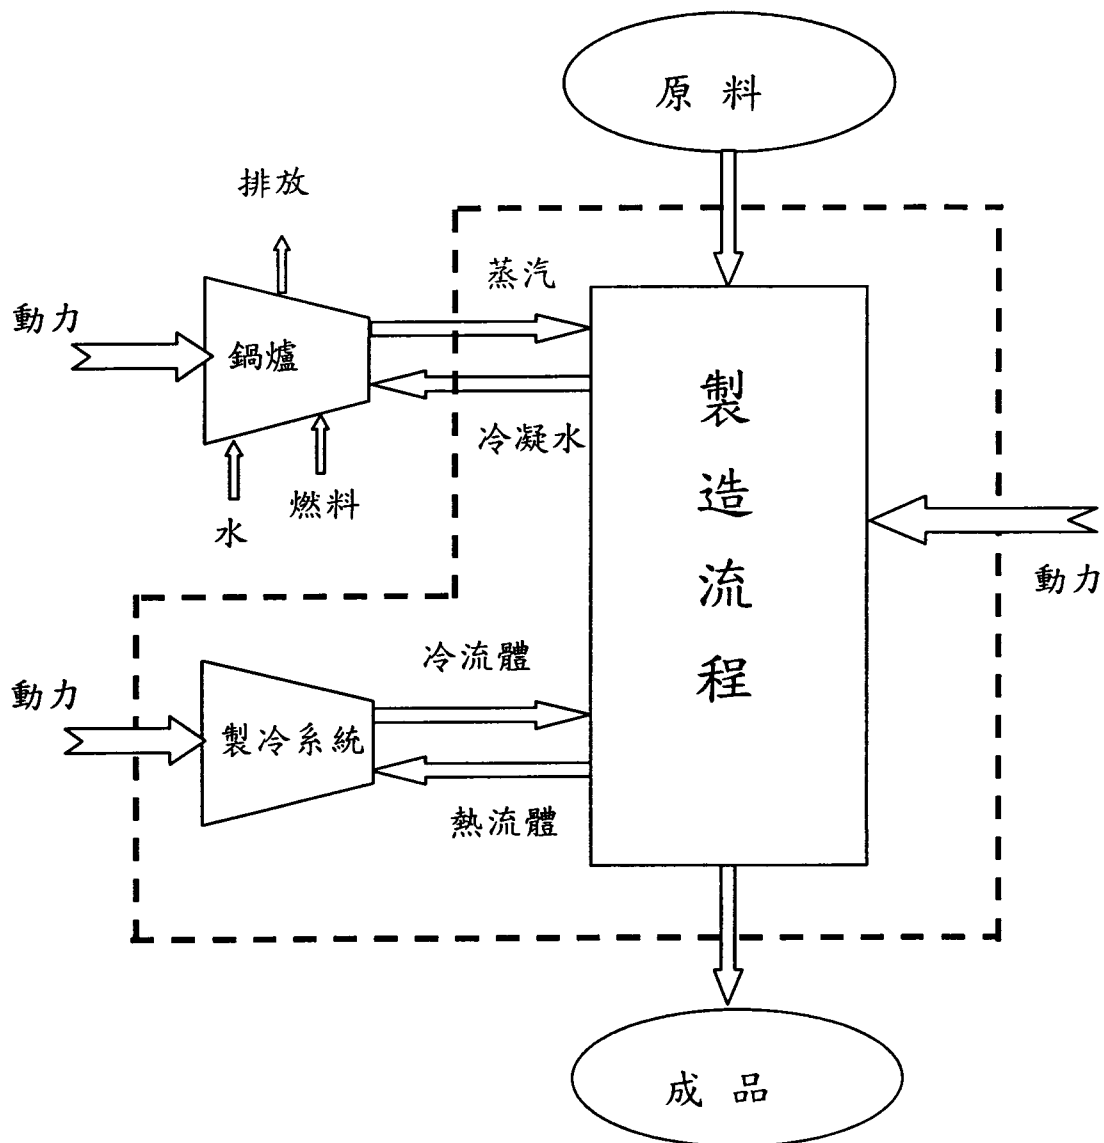 原料
排放
蒸汽
動力
鍋爐
冷凝水
燃料
水
製造流程
動力
冷流體
動力
製冷系統
熱流體
成品